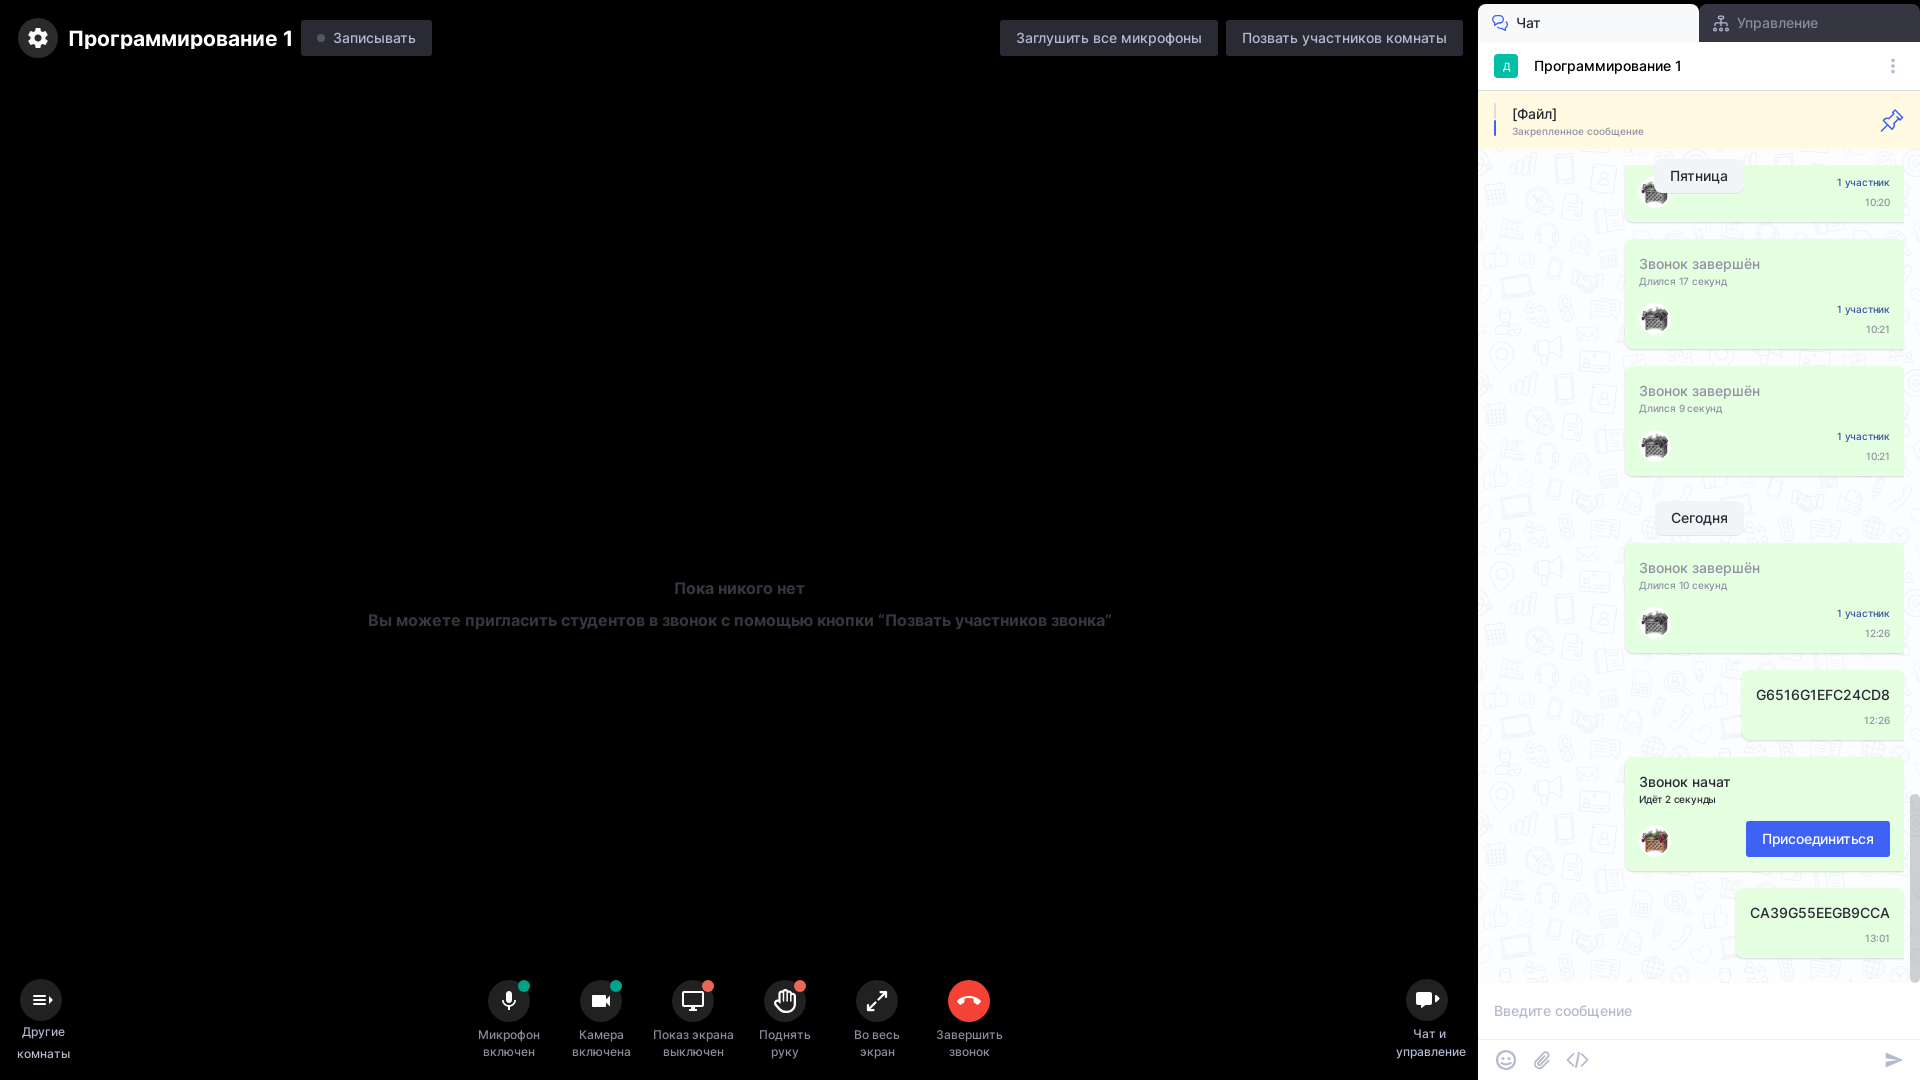 Программирование 1
Записывать
Заглушить все микрофоны
Позвать участников комнаты
Пока никого нет
Вы можете пригласить студентов в звонок с помощью кнопки “Позвать участников звонка”
Другие
комнаты
Микрофон
включен
Камера
включена
Показ экрана
выключен
Поднять
руку
Во весь
экран
Завершить
звонок
Чат и
управление
Чат
Управление
Д
Программирование 1
[Файл]
Закрепленное сообщение
Пятница
1 участник
10:20
Звонок завершён
Длился 17 секунд
1 участник
10:21
Звонок завершён
Длился 9 секунд
1 участник
10:21
Сегодня
Звонок завершён
Длился 10 секунд
1 участник
12:26
G6516G1EFC24CD8
12:26
Звонок начат
Идёт 2 секунды
Присоединиться
CA39G55EEGB9CCA
13:01
Введите сообщение